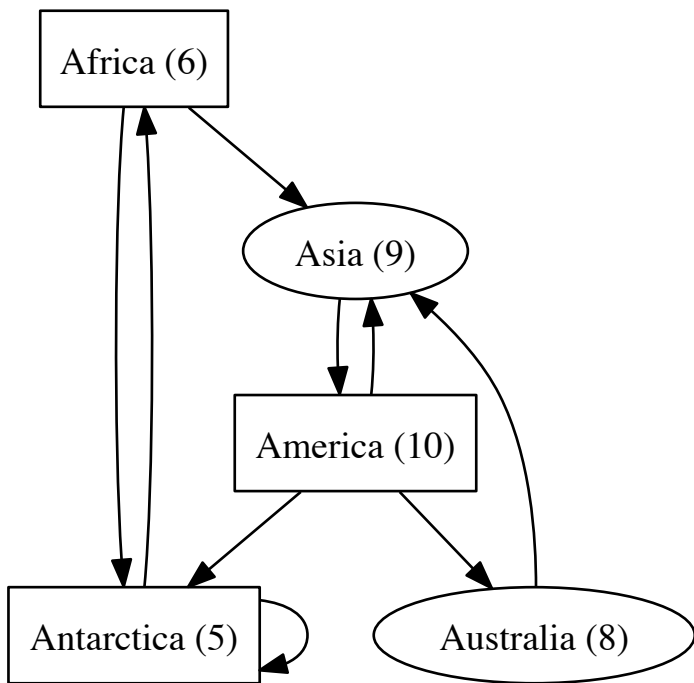 Africa (6)
Asia (9)
America (10)
Antarctica (5)
Australia (8)